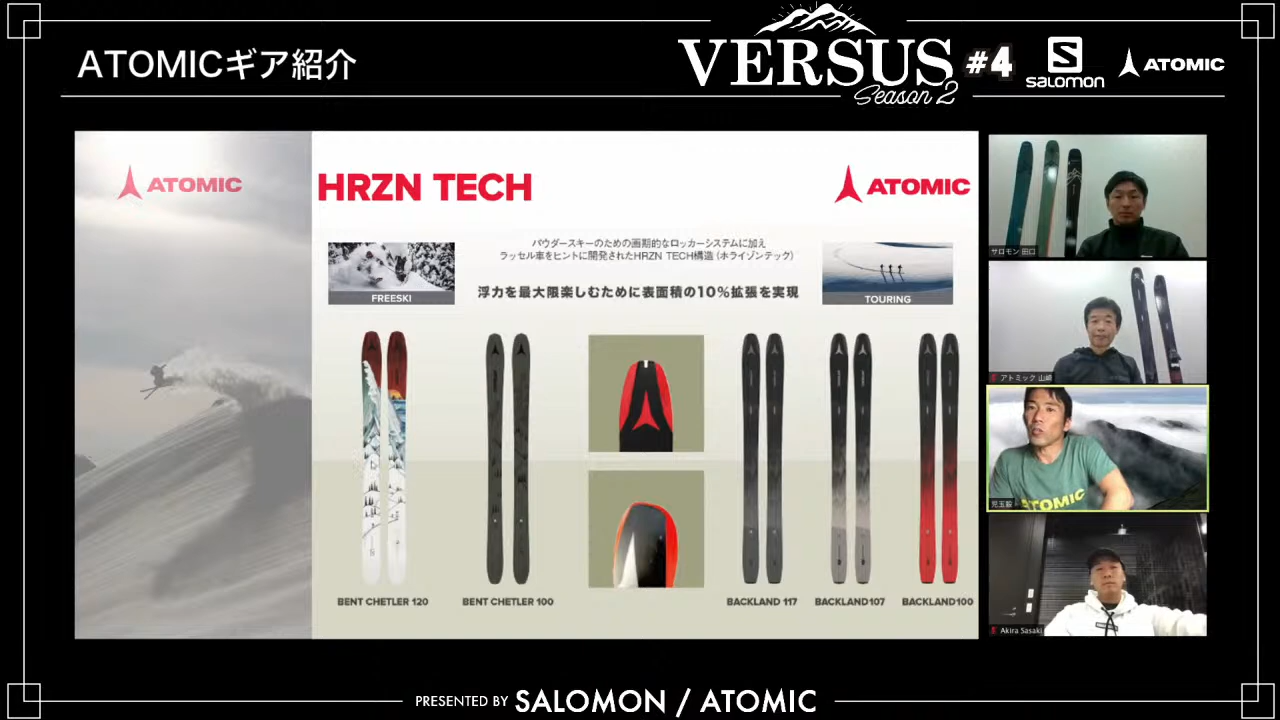 ATOMICギア紹介
VERSUS
Season 2
#4
S
salomon
ATOMIC
ATOMIC
HRZN TECH
ATOMIC
パウダースキーのための画期的なロッカーシステムに加え
ラッセル車をヒントに開発されたHRZN TECH構造（ホライゾンテック）
浮力を最大限楽しむために表面積の10%拡張を実現
FREESKI
TOURING
BENT CHETLER 120
BENT CHETLER 100
BACKLAND 117
BACKLAND107
BACKLAND100
サロモン 田口
アトミック 山崎
児玉毅
ATOMIC
Akira Sasaki
PRESENTED BY SALOMON / ATOMIC